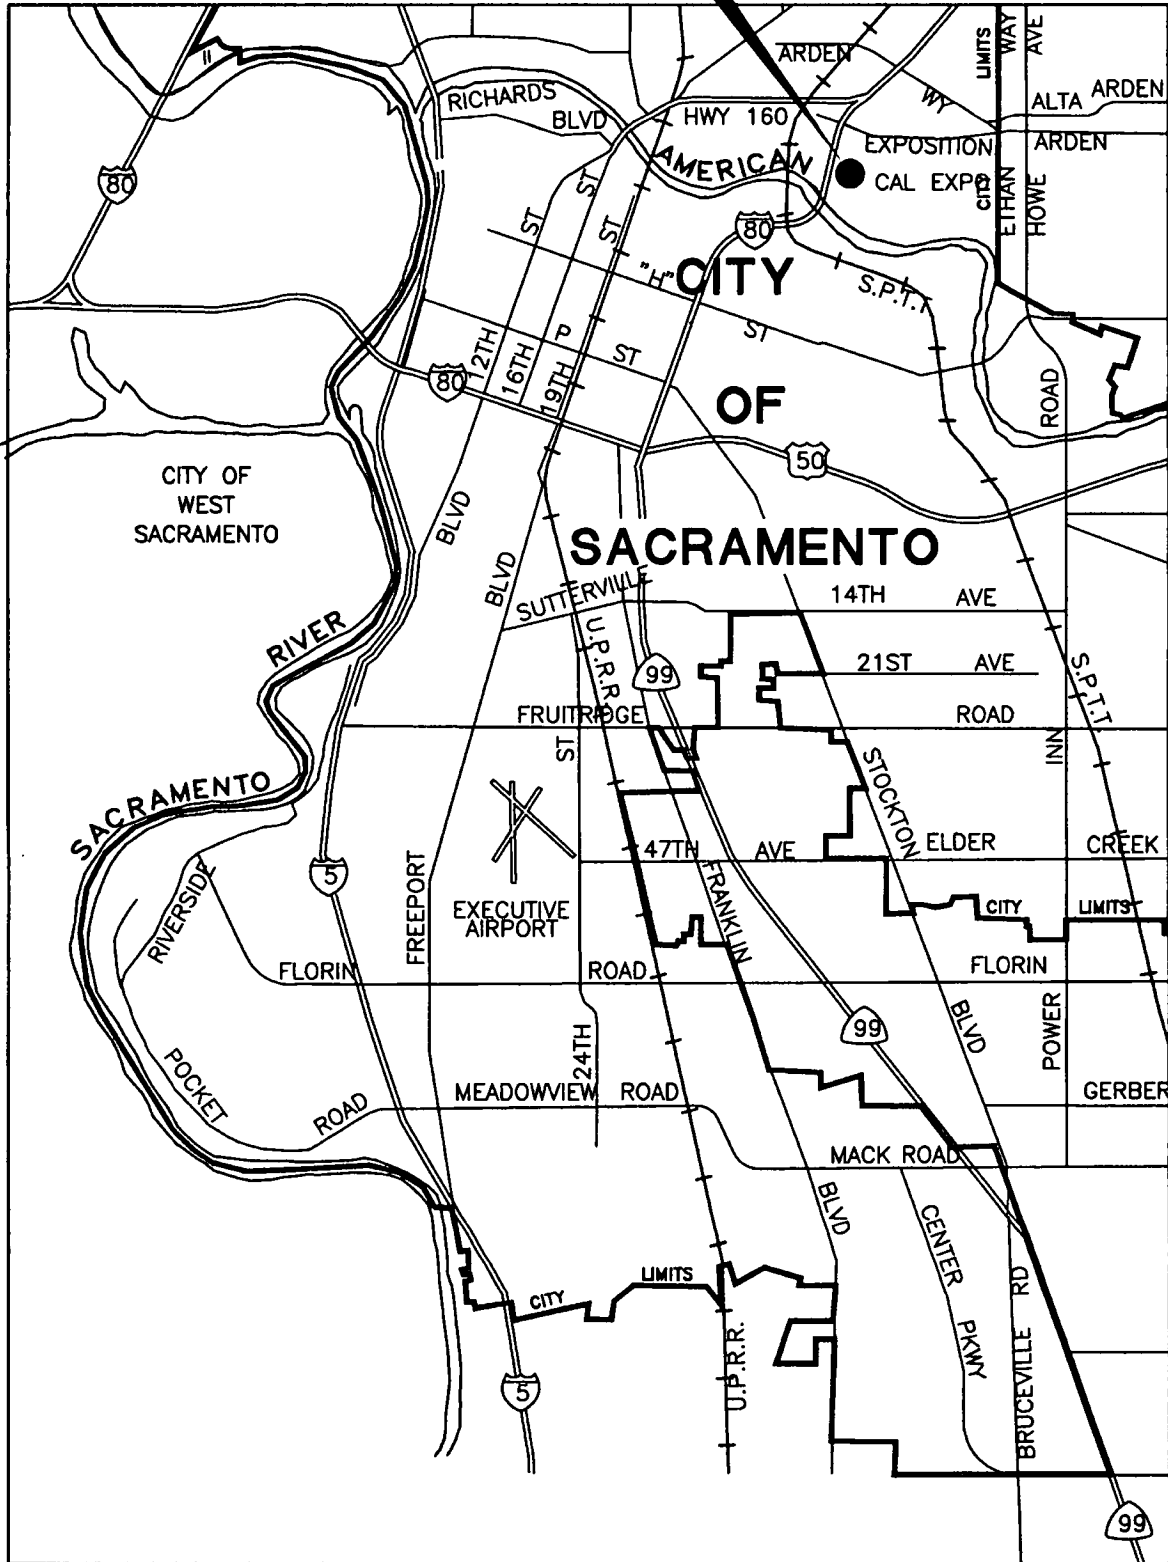 LIMITS
WAY
AVE
ARDEN
WY
ALTA ARDEN
RICHARDS
BLVD
HWY 160
EXPOSITION
ARDEN
AMERICAN
CAL EXPO
80
ST
CITY
ETHAN
HOWE
ST
ST
80
"H"
CITY
S.P.T.T
ST
P
ST
12TH
16TH
19TH
80
OF
ROAD
50
CITY OF
WEST
SACRAMENTO
BLVD
SACRAMENTO
BLVD
SUTTERVILLE
14TH AVE
RIVER
U.P.R.R.
99
21ST AVE
S.P.T.T
FRUITRIDGE
ROAD
ST
INN
STOCKTON
SACRAMENTO
47TH AVE
ELDER
CREEK
5
RIVERSIDE
FREEPORT
FRANKLIN
EXECUTIVE
AIRPORT
CITY
LIMITS
FLORIN
ROAD
FLORIN
99
BLVD
POWER
24TH
POCKET
ROAD
MEADOWVIEW ROAD
GERBER
MACK ROAD
BLVD
CENTER
PKWY
BRUCEVILLE
RD
CITY
LIMITS
U.P.R.R.
5
99